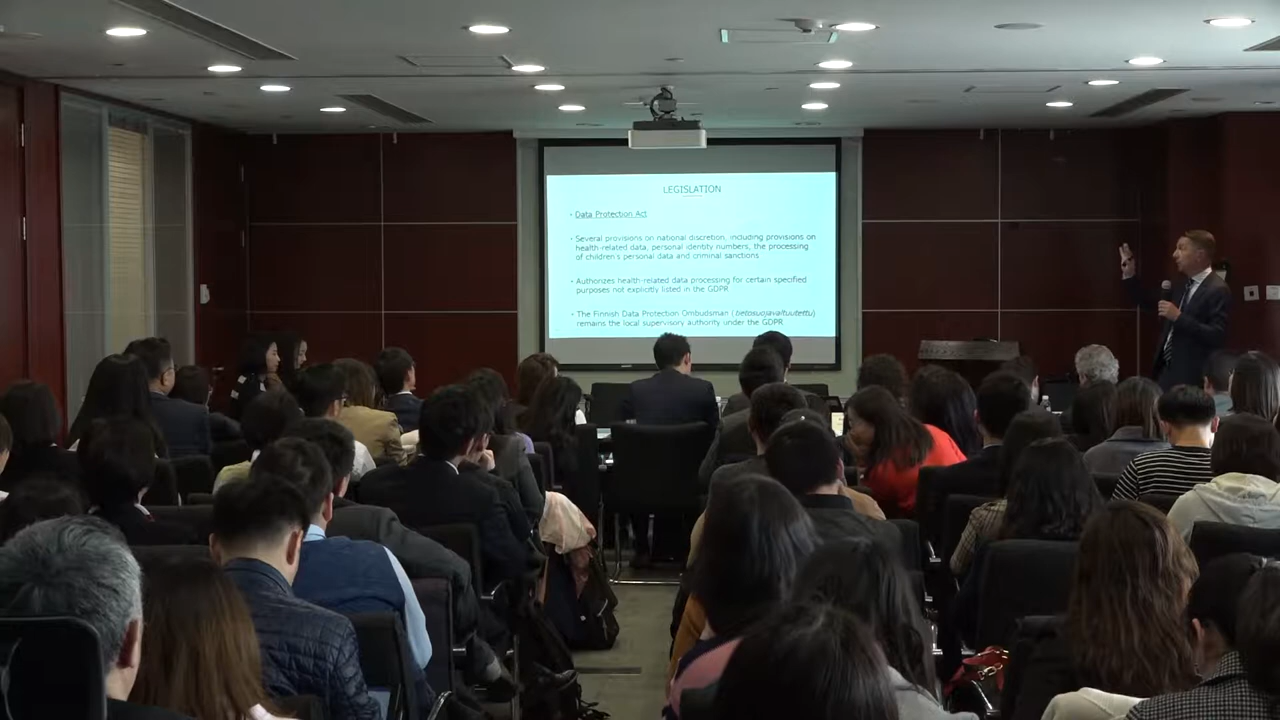 LEGISLATION
• Data Protection Act
• Several provisions on national discretion, including provisions on
health-related data, personal identity numbers, the processing
of children's personal data and criminal sanctions
• Authorizes health-related data processing for certain specified
purposes not explicitly listed in the GDPR
• The Finnish Data Protection Ombudsman (tietosuojavaltuutettu)
remains the local supervisory authority under the GDPR